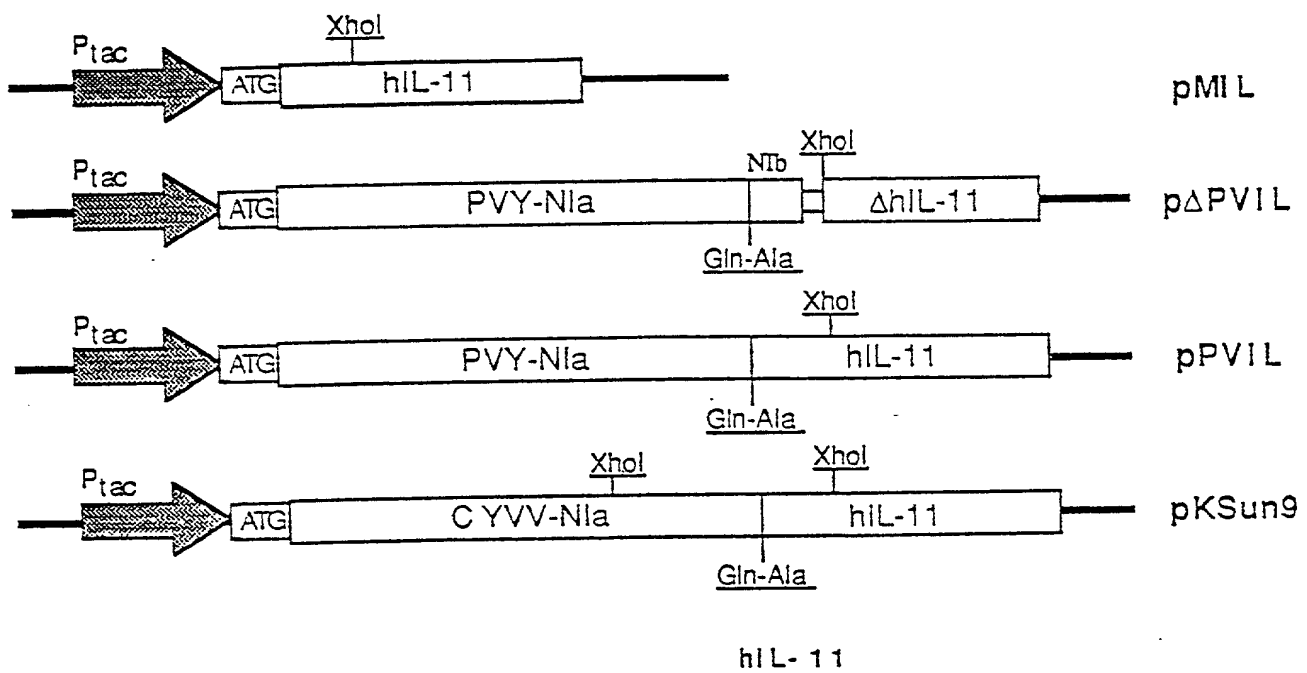 XhoI
Ptac
ATG hIL-11 pMIL
XhoI
Ptac NIb
ATG PVY-NIa ΔhIL-11 pΔPVIL
Gln-Ala
XhoI
Ptac
ATG PVY-NIa hIL-11 pPVIL
Gln-Ala
XhoI XhoI
Ptac
ATG CYVV-NIa hIL-11 pKSun9
Gln-Ala
hIL-11